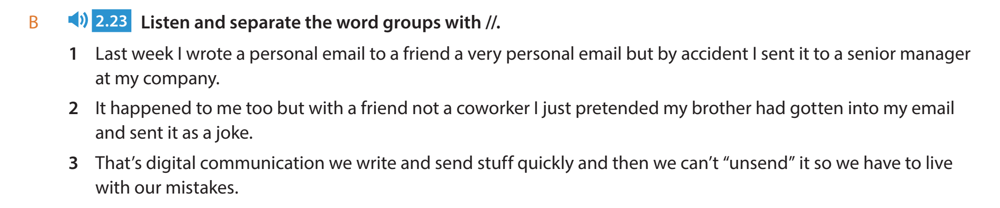 B 2.23 Listen and separate the word groups with //.
1 Last week I wrote a personal email to a friend a very personal email but by accident I sent it to a senior manager
at my company.
2 It happened to me too but with a friend not a coworker I just pretended my brother had gotten into my email
and sent it as a joke.
3 That’s digital communication we write and send stuff quickly and then we can’t “unsend” it so we have to live
with our mistakes.